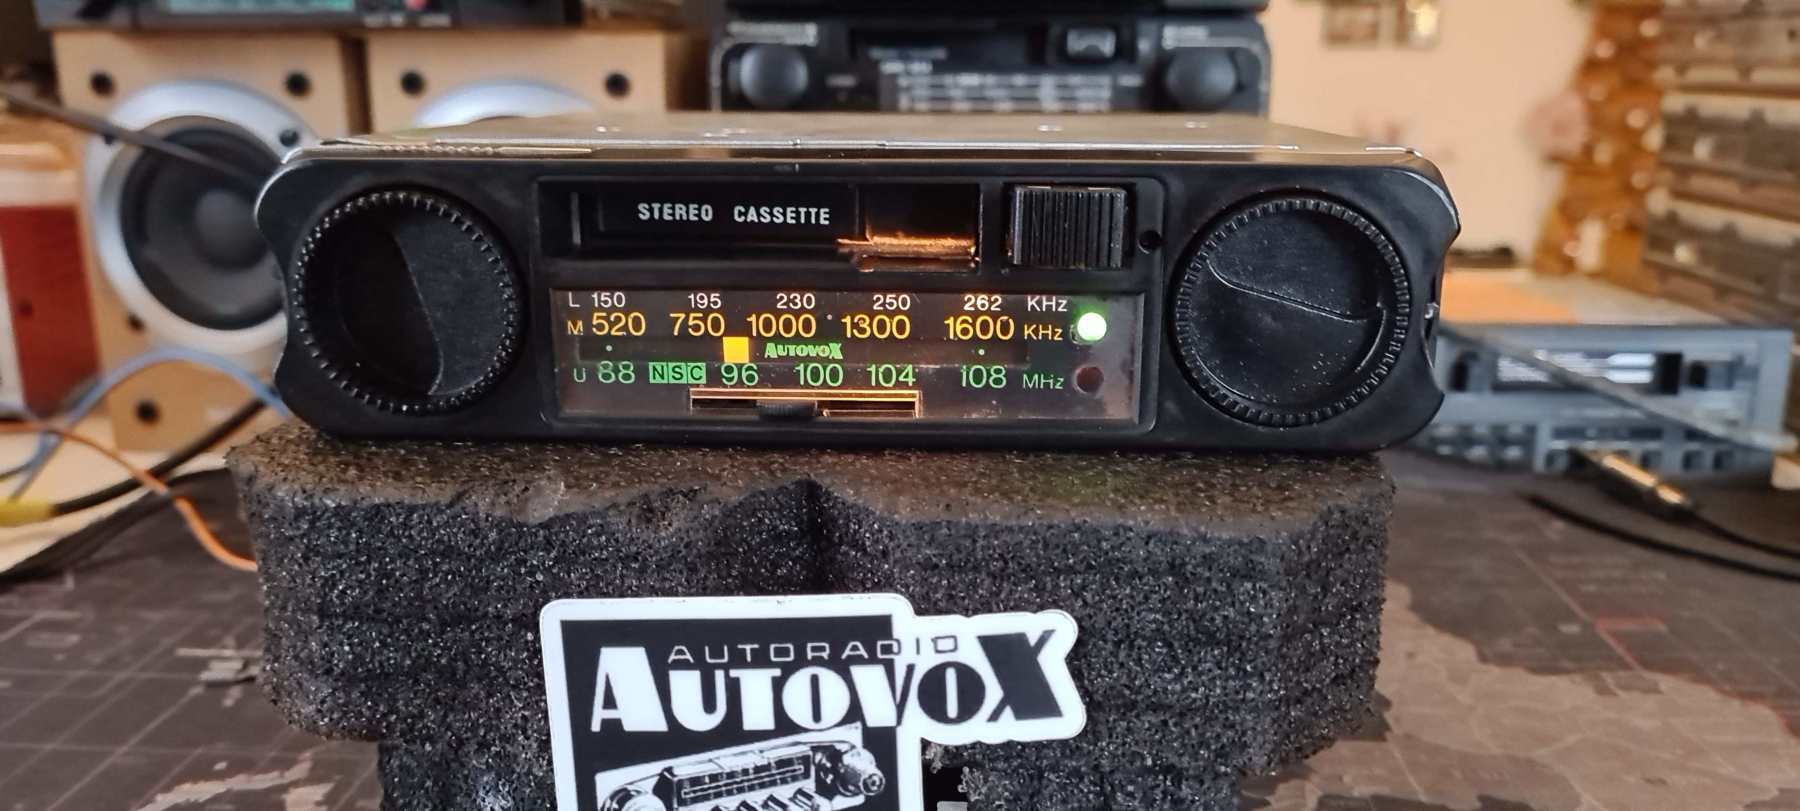 STEREO CASSETTE
L 150 195 230 250 262 KHz
M 520 750 1000 1300 1600 KHz
AUTOVOX
U 88 NSC 96 100 104 108 MHz
AUTORADIO
AUTOVOX